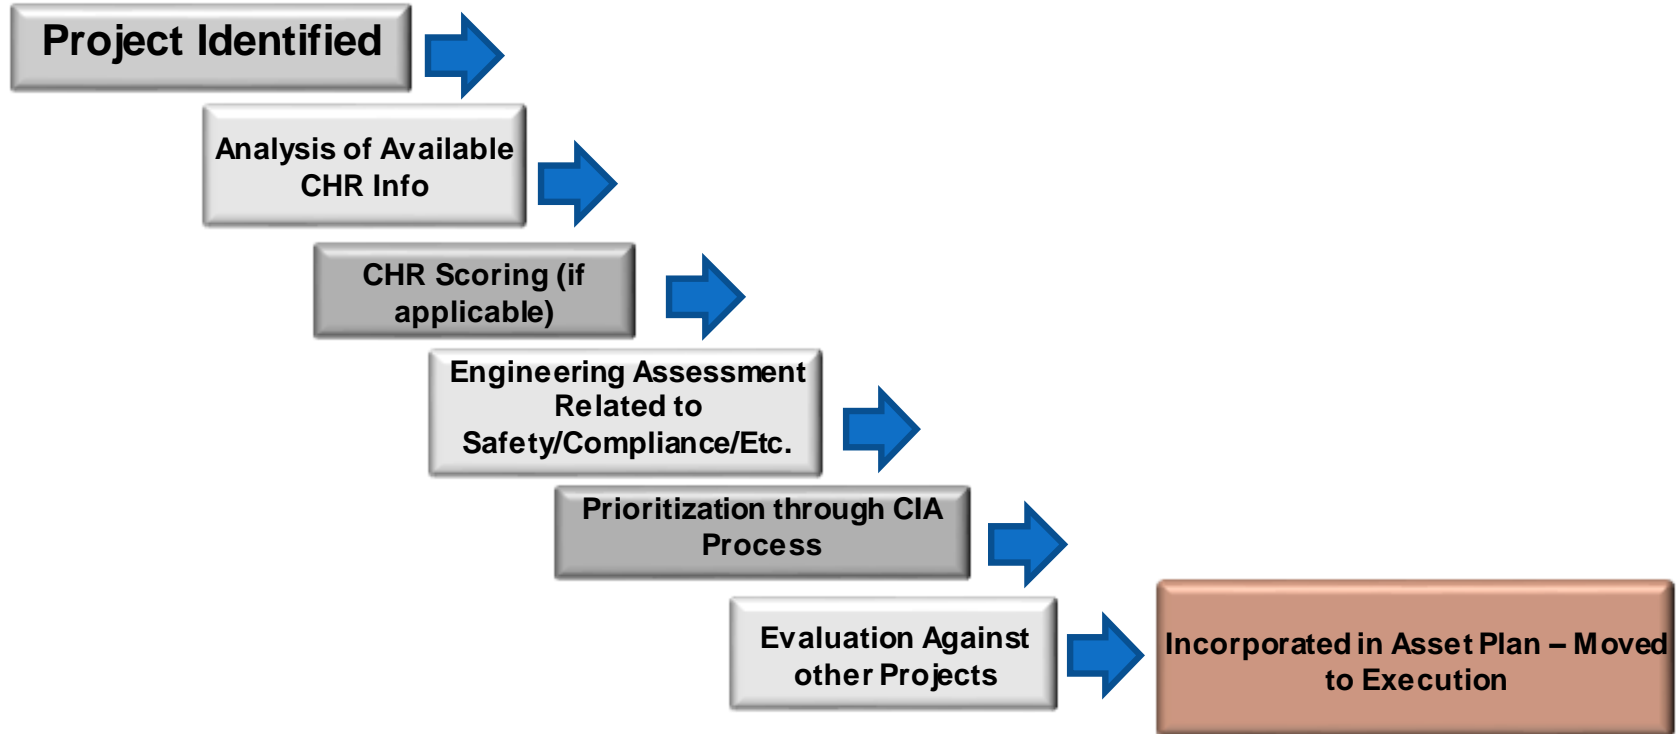 Project Identified
Analysis of Available
CHR Info
CHR Scoring (if
applicable)
Engineering Assessment
Related to
Safety/Compliance/Etc.
Prioritization through CIA
Process
Evaluation Against
other Projects
Incorporated in Asset Plan – Moved
to Execution